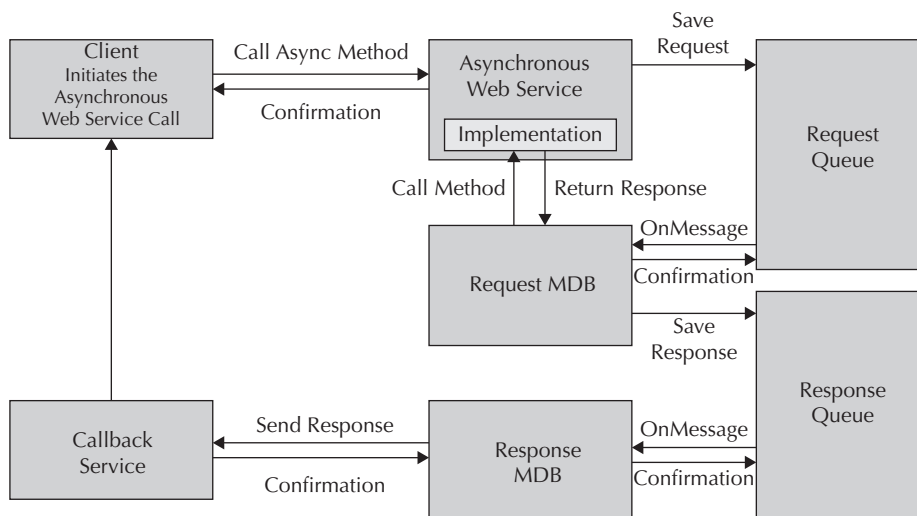 Client
Initiates the
Asynchronous
Web Service Call
Call Async Method
Confirmation
Asynchronous
Web Service
Implementation
Save
Request
Request
Queue
Call Method
Return Response
OnMessage
Confirmation
Request MDB
Save
Response
Response
Queue
Callback
Service
Send Response
Confirmation
Response
MDB
OnMessage
Confirmation